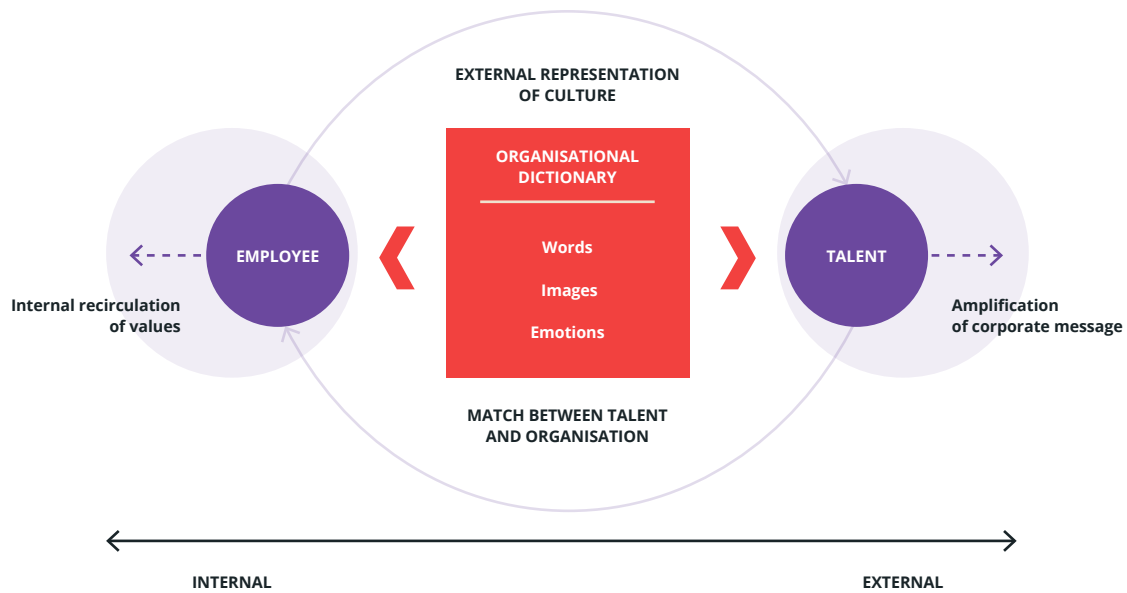 EXTERNAL REPRESENTATION
OF CULTURE
ORGANISATIONAL
DICTIONARY
Words
Images
Emotions
EMPLOYEE
TALENT
Internal recirculation
of values
Amplification
of corporate message
MATCH BETWEEN TALENT
AND ORGANISATION
INTERNAL
EXTERNAL